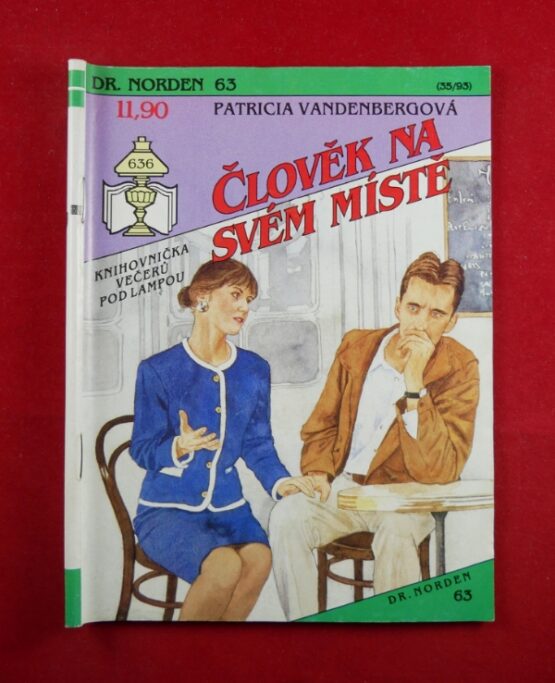 DR. NORDEN 63
(35/93)
11,90
PATRICIA VANDENBERGOVÁ
636
ČLOVĚK NA
SVÉM MÍSTĚ
KNIHOVNIČKA
VEČERŮ
POD LAMPOU
DR. NORDEN
63